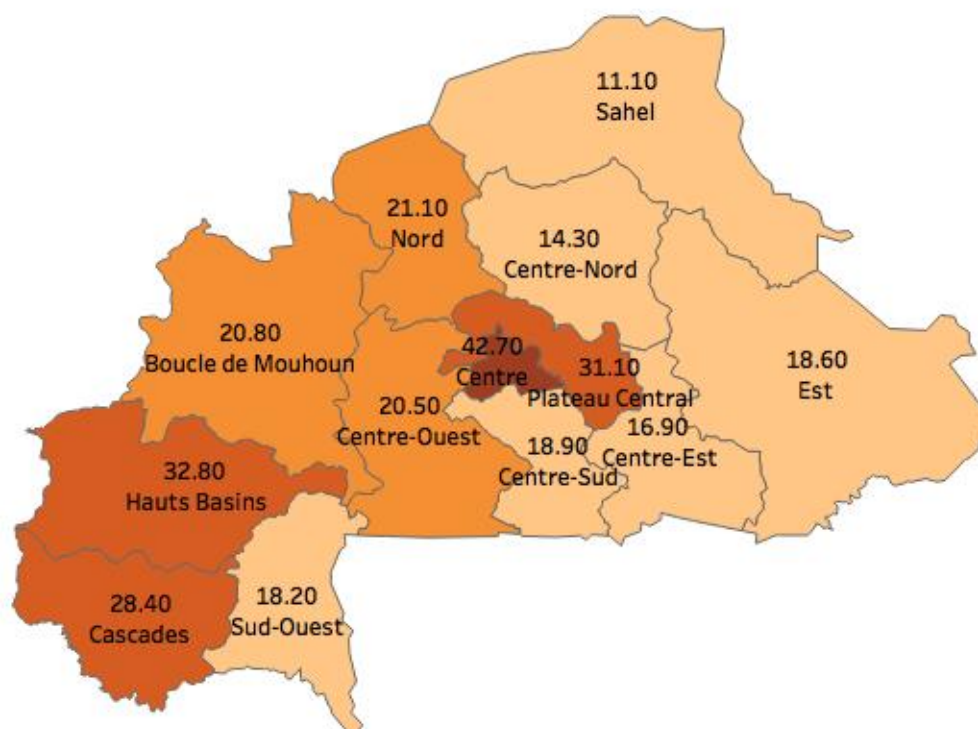 11.10
Sahel
21.10
Nord
14.30
Centre-Nord
20.80
Boucle de Mouhoun
42.70
Centre
31.10
Plateau Central
18.60
Est
20.50
Centre-Ouest
18.90
Centre-Sud
16.90
Centre-Est
32.80
Hauts Basins
28.40
Cascades
18.20
Sud-Ouest